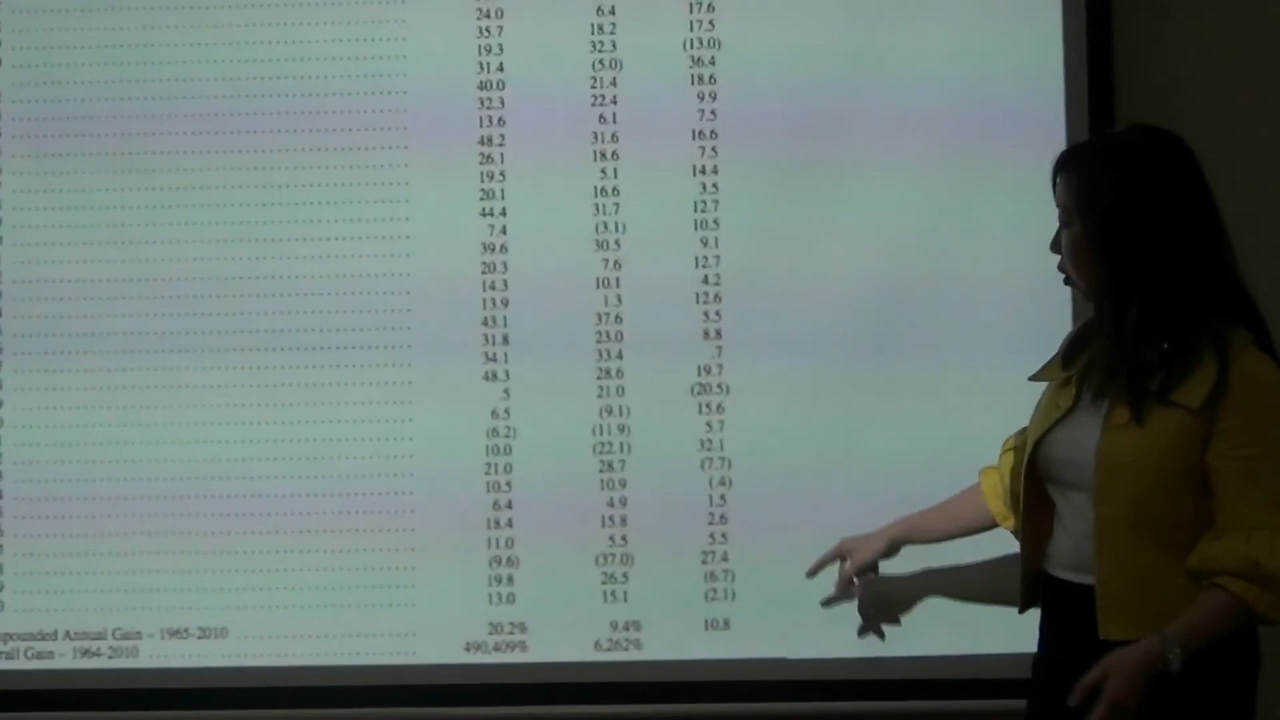 24.0 6.4 17.6
35.7 18.2 17.5
19.3 32.3 (13.0)
31.4 (5.0) 36.4
40.0 21.4 18.6
32.3 22.4 9.9
13.6 6.1 7.5
48.2 31.6 16.6
26.1 18.6 7.5
19.5 5.1 14.4
20.1 16.6 3.5
44.4 31.7 12.7
7.4 (3.1) 10.5
39.6 30.5 9.1
20.3 7.6 12.7
14.3 10.1 4.2
13.9 1.3 12.6
43.1 37.6 5.5
31.8 23.0 8.8
34.1 33.4 .7
48.3 28.6 19.7
.5 21.0 (20.5)
6.5 (9.1) 15.6
(6.2) (11.9) 5.7
10.0 (22.1) 32.1
21.0 28.7 (7.7)
10.5 10.9 (.4)
6.4 4.9 1.5
18.4 15.8 2.6
11.0 5.5 5.5
(9.6) (37.0) 27.4
19.8 26.5 (6.7)
13.0 15.1 (2.1)
pounded Annual Gain – 1965-2010 20.2% 9.4% 10.8
rall Gain – 1964-2010 490,409% 6,262%